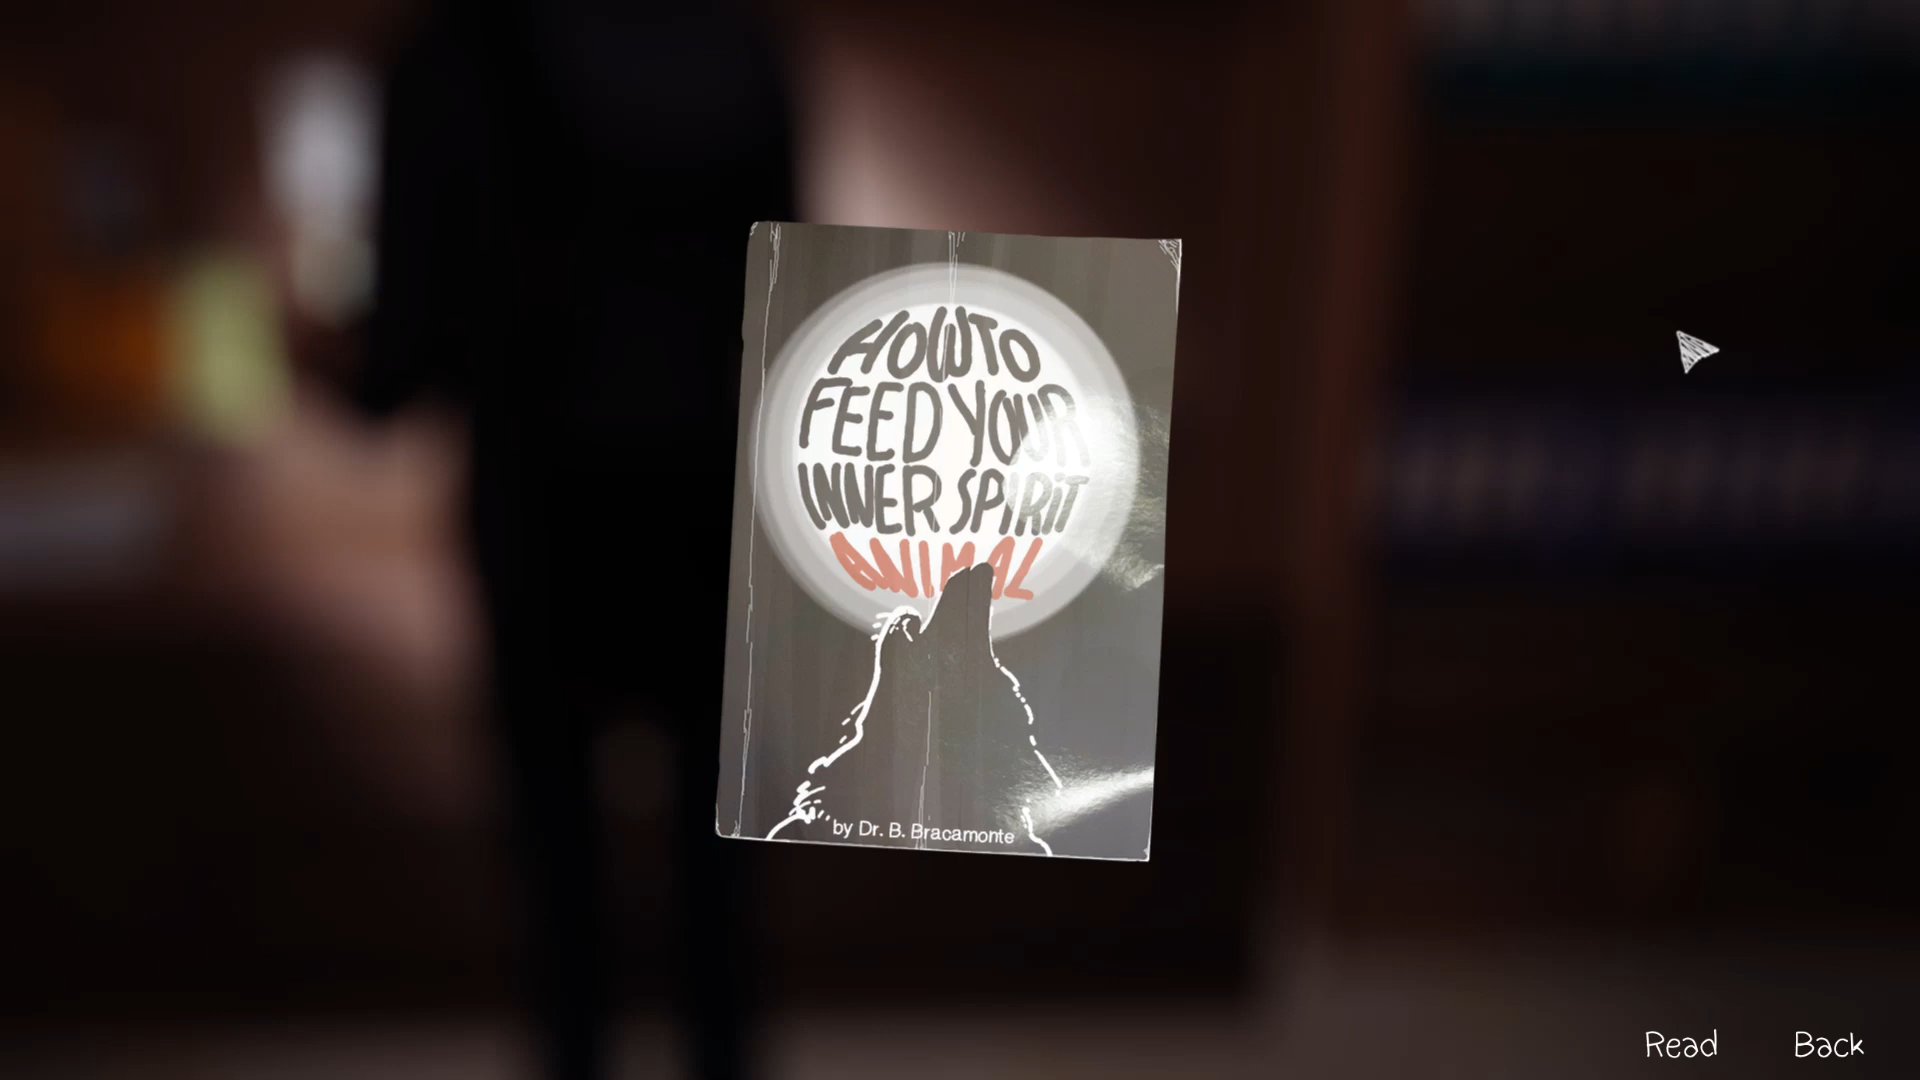 HOW TO
FEED YOUR
INNER SPIRIT
ANIMAL
by Dr. B. Bracamonte
Read Back